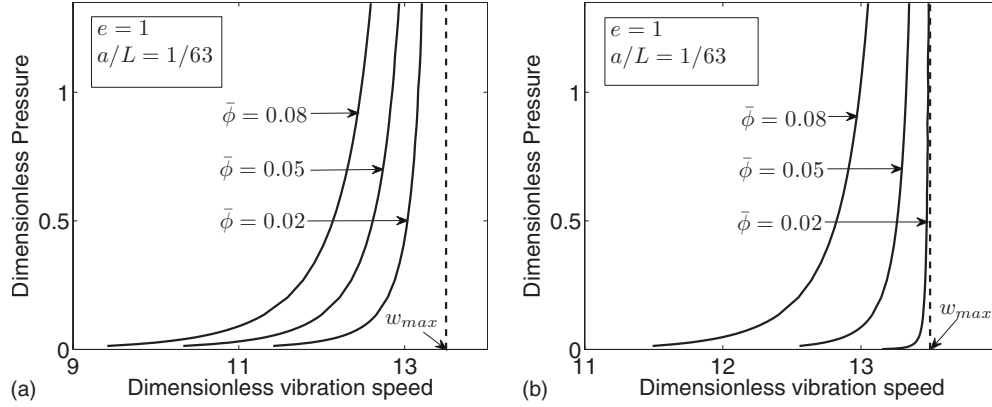 Dimensionless Pressure
1
0.5
0
e = 1
a/L = 1/63
ϕ̄ = 0.08
ϕ̄ = 0.05
ϕ̄ = 0.02
w_max
9 11 13
(a) Dimensionless vibration speed
Dimensionless Pressure
1
0.5
0
e = 1
a/L = 1/63
ϕ̄ = 0.08
ϕ̄ = 0.05
ϕ̄ = 0.02
w_max
11 12 13
(b) Dimensionless vibration speed